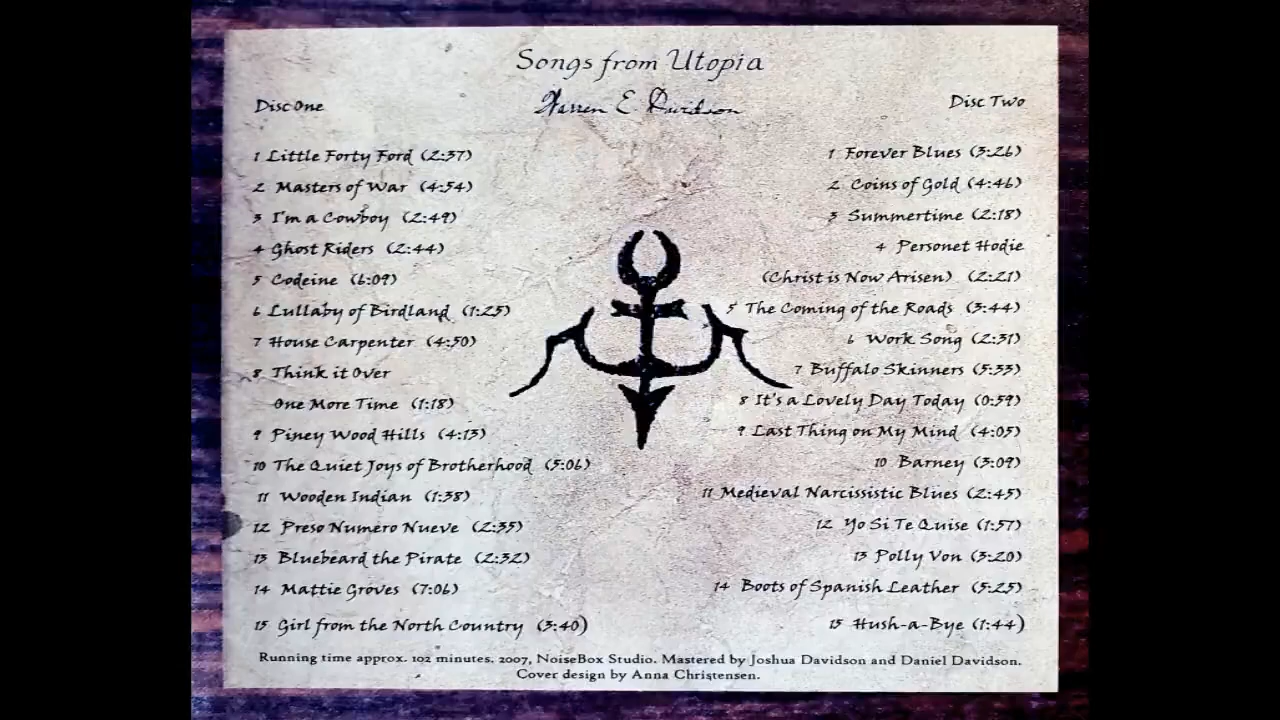 Songs from Utopia
Warren E. Davidson
Disc One
1 Little Forty Ford (2:37)
2 Masters of War (4:54)
3 I'm a Cowboy (2:49)
4 Ghost Riders (2:44)
5 Codeine (6:09)
6 Lullaby of Birdland (1:25)
7 House Carpenter (4:50)
8 Think it Over
One More Time (1:18)
9 Piney Wood Hills (4:13)
10 The Quiet Joys of Brotherhood (5:06)
11 Wooden Indian (1:38)
12 Preso Numero Nueve (2:35)
13 Bluebeard the Pirate (2:32)
14 Mattie Groves (7:06)
15 Girl from the North Country (3:40)
Disc Two
1 Forever Blues (3:26)
2 Coins of Gold (4:46)
3 Summertime (2:18)
4 Personet Hodie
(Christ is Now Arisen) (2:21)
5 The Coming of the Roads (3:44)
6 Work Song (2:31)
7 Buffalo Skinners (5:33)
8 It's a Lovely Day Today (0:59)
9 Last Thing on My Mind (4:05)
10 Barney (3:09)
11 Medieval Narcissistic Blues (2:45)
12 Yo Si Te Quise (1:57)
13 Polly Von (3:20)
14 Boots of Spanish Leather (5:25)
15 Hush-a-Bye (1:44)
Running time approx. 102 minutes. 2007, NoiseBox Studio. Mastered by Joshua Davidson and Daniel Davidson.
Cover design by Anna Christensen.